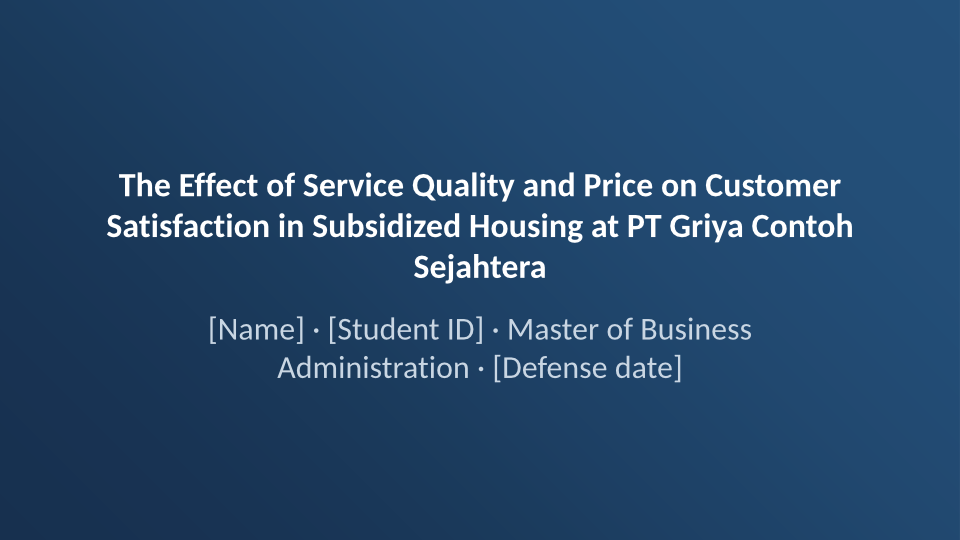 The Effect of Service Quality and Price on Customer
Satisfaction in Subsidized Housing at PT Griya Contoh
Sejahtera
[Name] · [Student ID] · Master of Business
Administration · [Defense date]